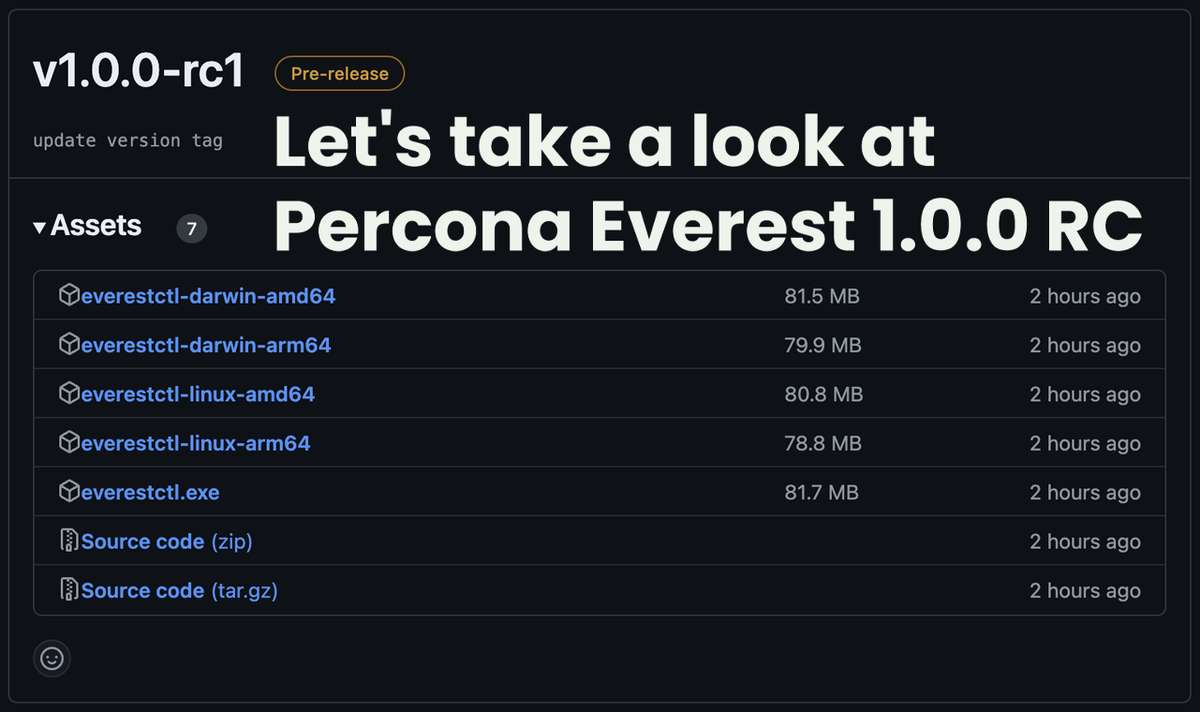 v1.0.0-rc1 Pre-release
update version tag
Let's take a look at
Percona Everest 1.0.0 RC
Assets 7
everestctl-darwin-amd64 81.5 MB 2 hours ago
everestctl-darwin-arm64 79.9 MB 2 hours ago
everestctl-linux-amd64 80.8 MB 2 hours ago
everestctl-linux-arm64 78.8 MB 2 hours ago
everestctl.exe 81.7 MB 2 hours ago
Source code (zip) 2 hours ago
Source code (tar.gz) 2 hours ago